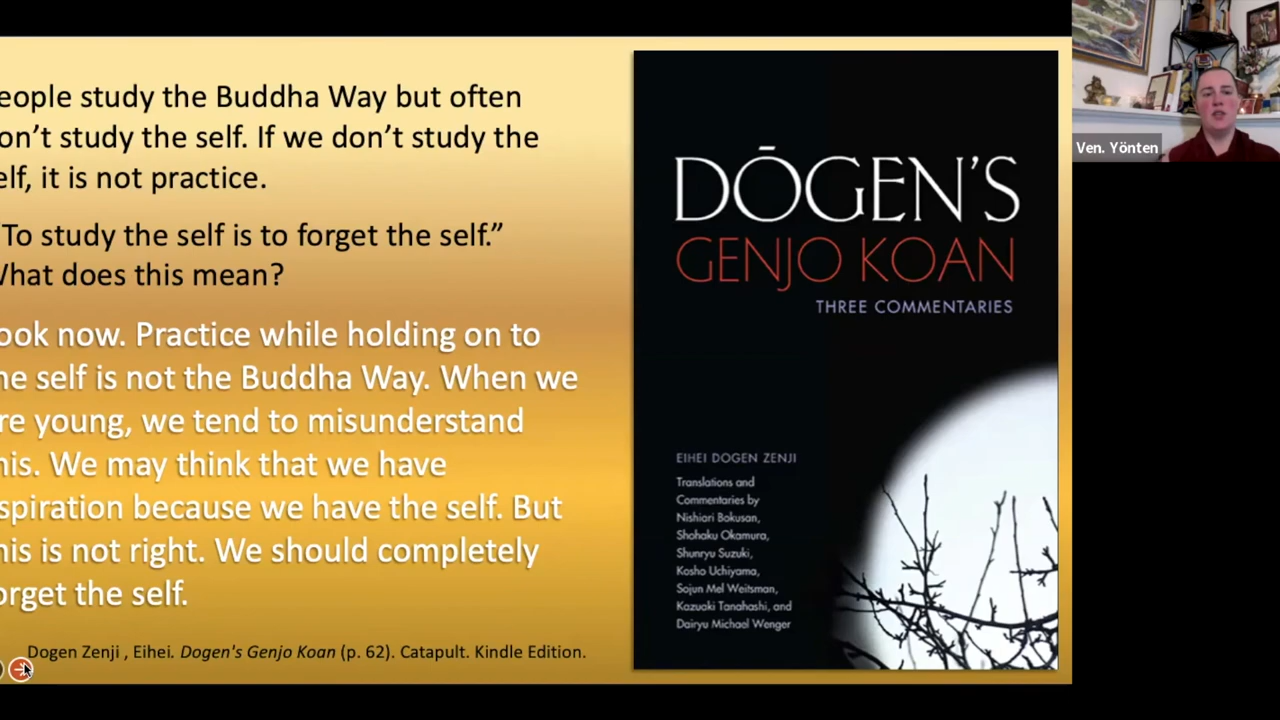 eople study the Buddha Way but often
on't study the self. If we don't study the
elf, it is not practice.
To study the self is to forget the self.”
What does this mean?
ook now. Practice while holding on to
he self is not the Buddha Way. When we
re young, we tend to misunderstand
his. We may think that we have
spiration because we have the self. But
his is not right. We should completely
orget the self.
Dogen Zenji , Eihei. Dogen's Genjo Koan (p. 62). Catapult. Kindle Edition.
DŌGEN'S
GENJO KOAN
THREE COMMENTARIES
EIHEI DOGEN ZENJI
Translations and
Commentaries by
Nishiari Bokusan,
Shohaku Okamura,
Shunryu Suzuki,
Kosho Uchiyama,
Sojun Mel Weitsman,
Kazuaki Tanahashi, and
Dairyu Michael Wenger
Ven. Yönten